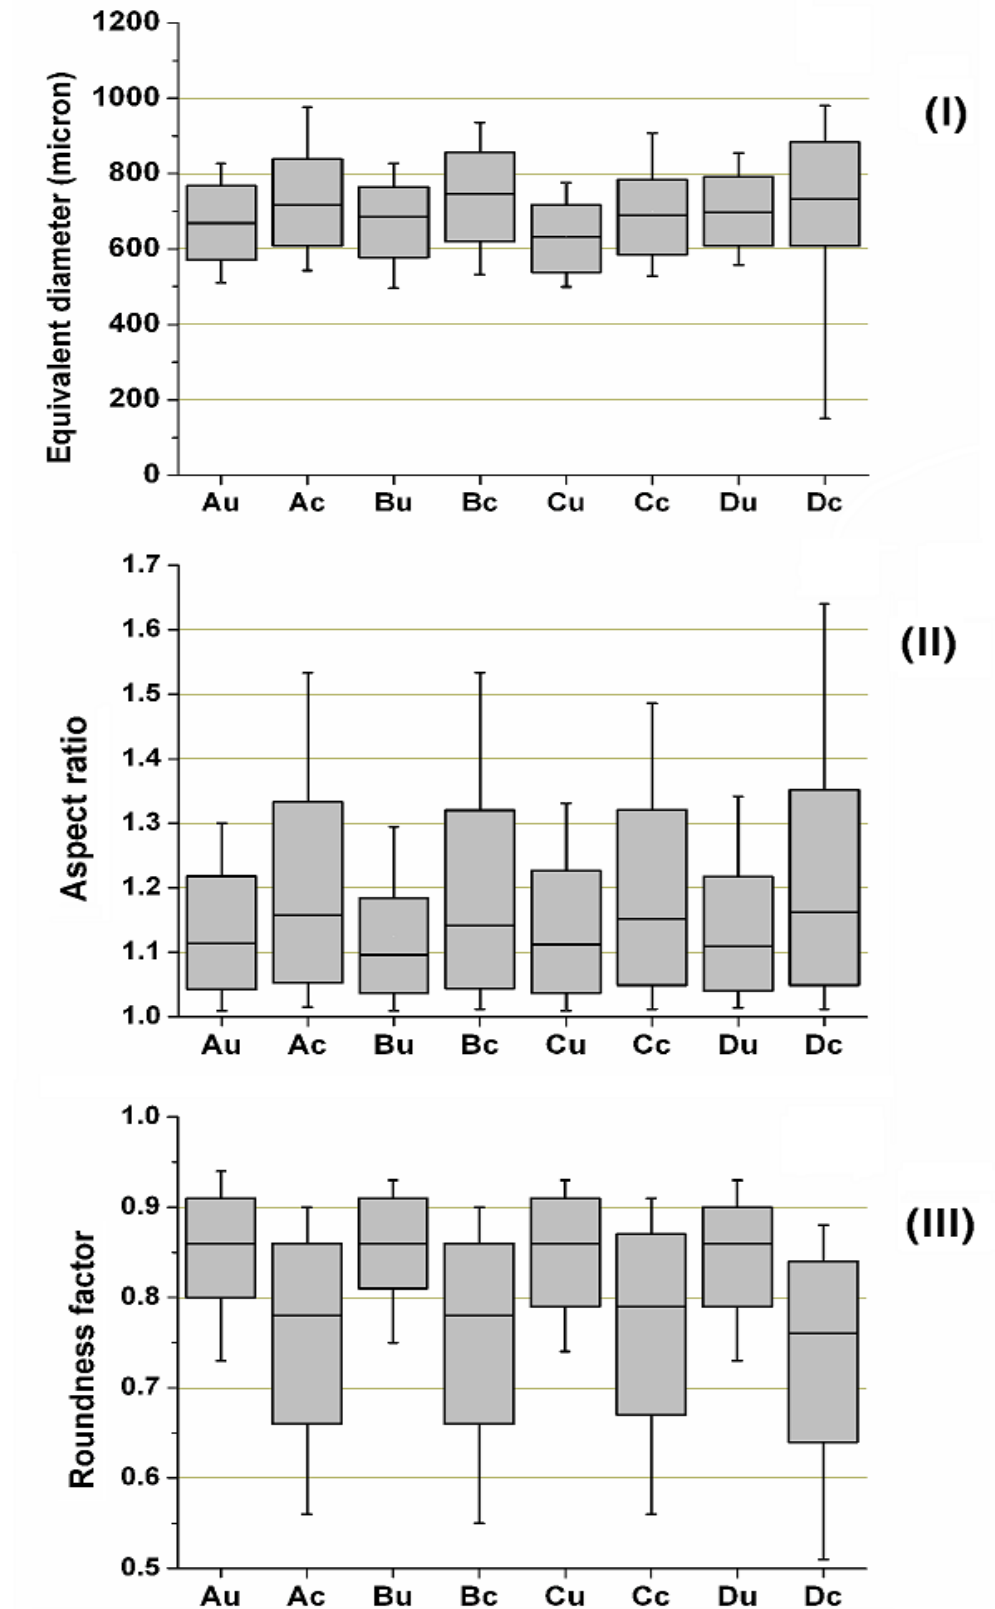 1200
1000
800
600
400
200
0
Equivalent diameter (micron)
(I)
Au Ac Bu Bc Cu Cc Du Dc
1.7
1.6
1.5
1.4
1.3
1.2
1.1
1.0
Aspect ratio
(II)
Au Ac Bu Bc Cu Cc Du Dc
1.0
0.9
0.8
0.7
0.6
0.5
Roundness factor
(III)
Au Ac Bu Bc Cu Cc Du Dc